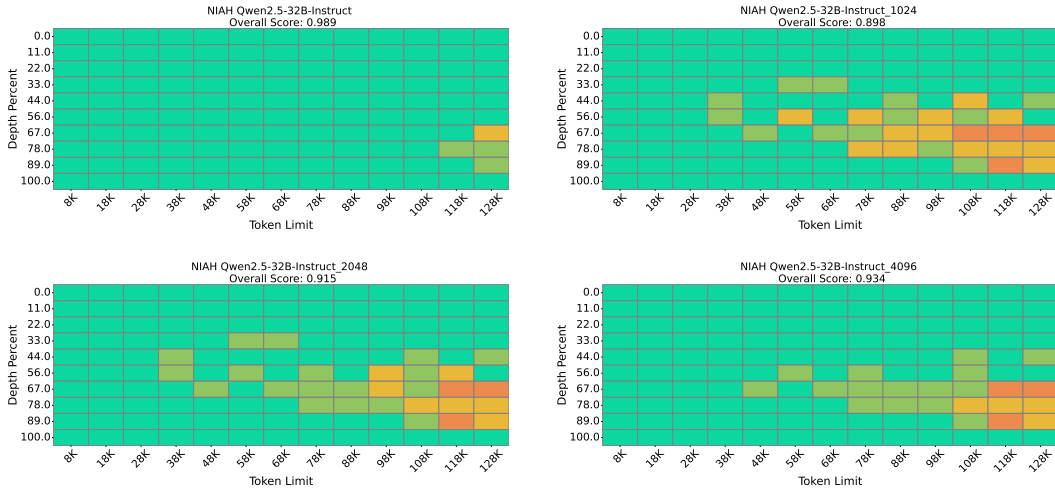 NIAH Qwen2.5-32B-Instruct
Overall Score: 0.989
Depth Percent
0.0
11.0
22.0
33.0
44.0
56.0
67.0
78.0
89.0
100.0
8K 18K 28K 38K 48K 58K 68K 78K 88K 98K 108K 118K 128K
Token Limit
NIAH Qwen2.5-32B-Instruct_1024
Overall Score: 0.898
Depth Percent
0.0
11.0
22.0
33.0
44.0
56.0
67.0
78.0
89.0
100.0
8K 18K 28K 38K 48K 58K 68K 78K 88K 98K 108K 118K 128K
Token Limit
NIAH Qwen2.5-32B-Instruct_2048
Overall Score: 0.915
Depth Percent
0.0
11.0
22.0
33.0
44.0
56.0
67.0
78.0
89.0
100.0
8K 18K 28K 38K 48K 58K 68K 78K 88K 98K 108K 118K 128K
Token Limit
NIAH Qwen2.5-32B-Instruct_4096
Overall Score: 0.934
Depth Percent
0.0
11.0
22.0
33.0
44.0
56.0
67.0
78.0
89.0
100.0
8K 18K 28K 38K 48K 58K 68K 78K 88K 98K 108K 118K 128K
Token Limit